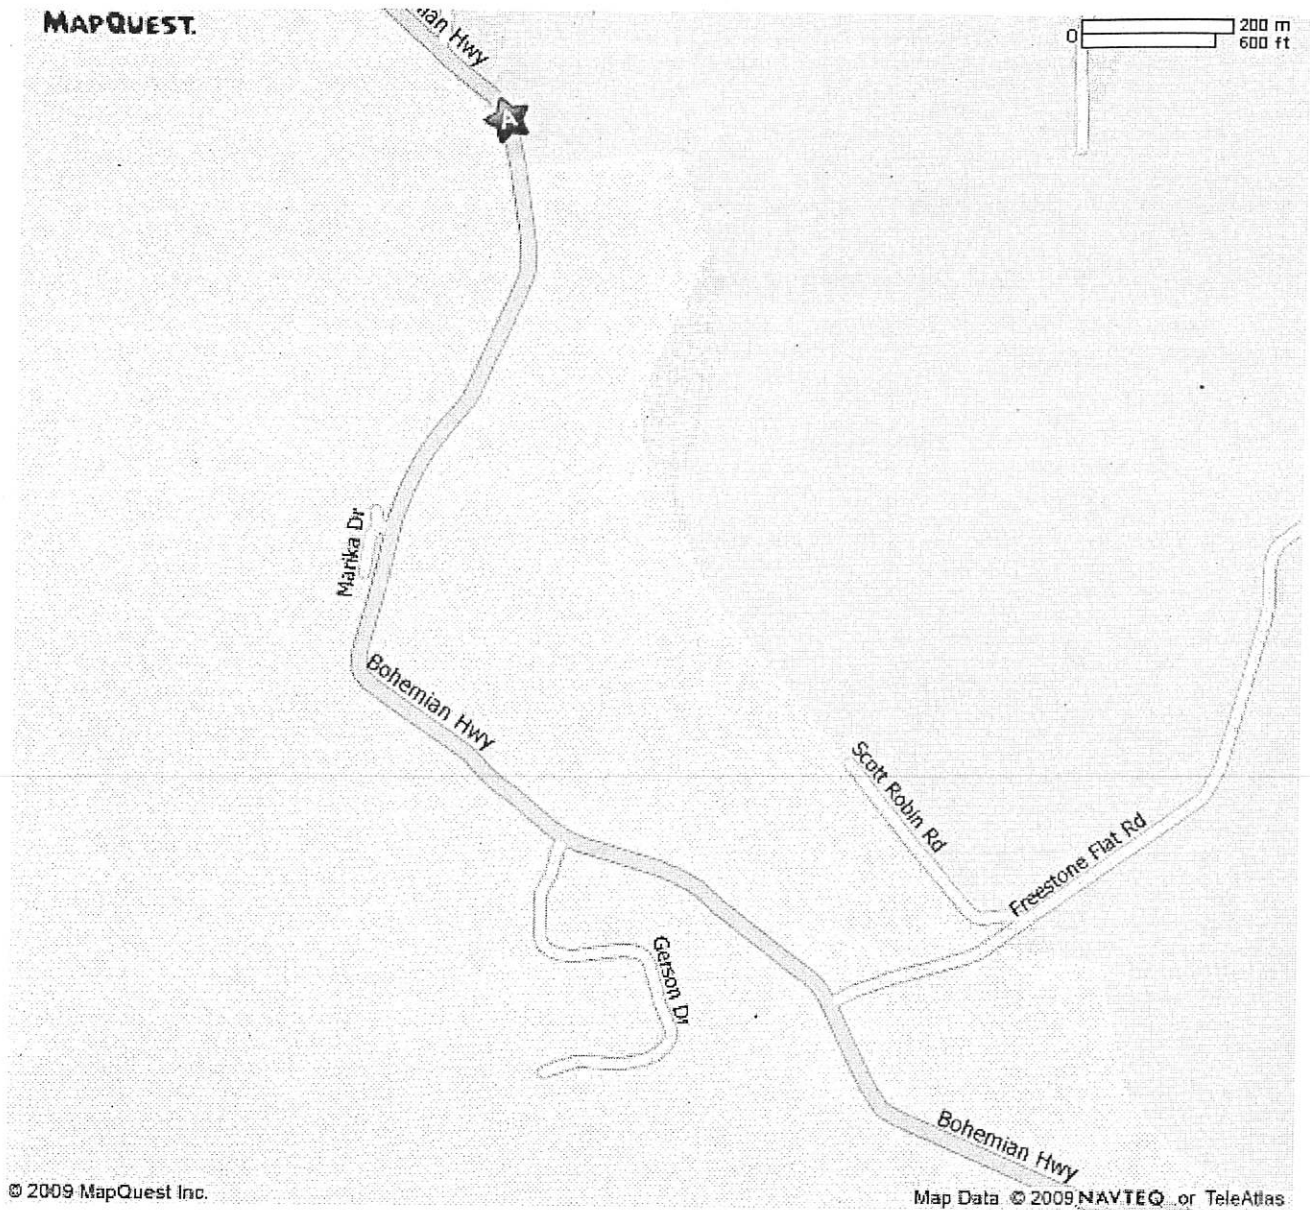 MAPQUEST.
0
200 m
600 ft
Hwy
A
Marika Dr
Bohemian Hwy
Scott Robin Rd
Freestone Flat Rd
Gerson Dr
Bohemian Hwy
© 2009 MapQuest Inc.
Map Data © 2009 NAVTEQ or TeleAtlas